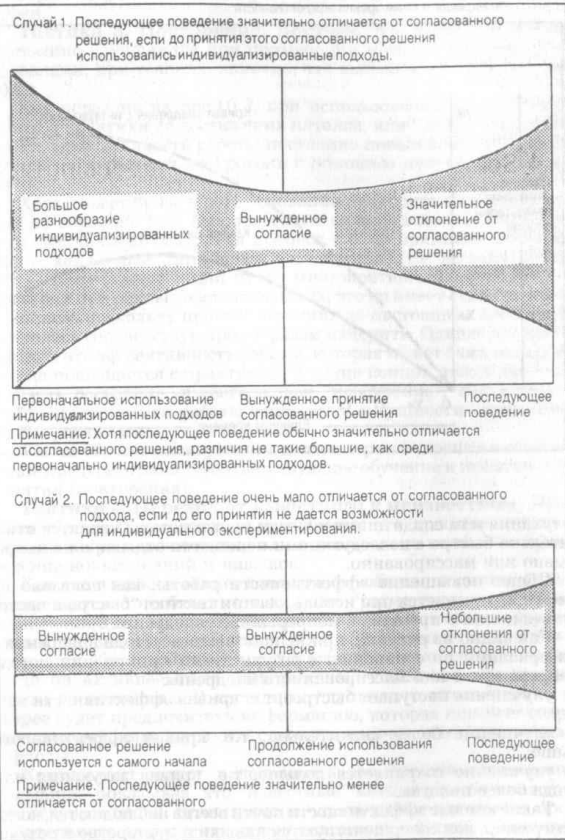 Случай 1. Последующее поведение значительно отличается от согласованного
решения, если до принятия этого согласованного решения
использовались индивидуализированные подходы.
Большое
разнообразие
индивидуализированных
подходов
Вынужденное
согласие
Значительное
отклонение от
согласованного
решения
Персональное использование
индивидуализированных подходов
Вынужденное принятие
согласованного решения
Последующее
поведение
Примечание. Хотя последующее поведение обычно значительно отличается
от согласованного решения, различия не такие большие, как среди
первоначально индивидуализированных подходов.
Случай 2. Последующее поведение очень мало отличается от согласованного
подхода, если до его принятия не дается возможности
для индивидуального экспериментирования.
Вынужденное
согласие
Вынужденное
согласие
Небольшие
отклонения от
согласованного
решения
Согласованное решение
используется с самого начала
Продолжение использования
согласованного решения
Последующее
поведение
Примечание. Последующее поведение значительно менее
отличается от согласованного